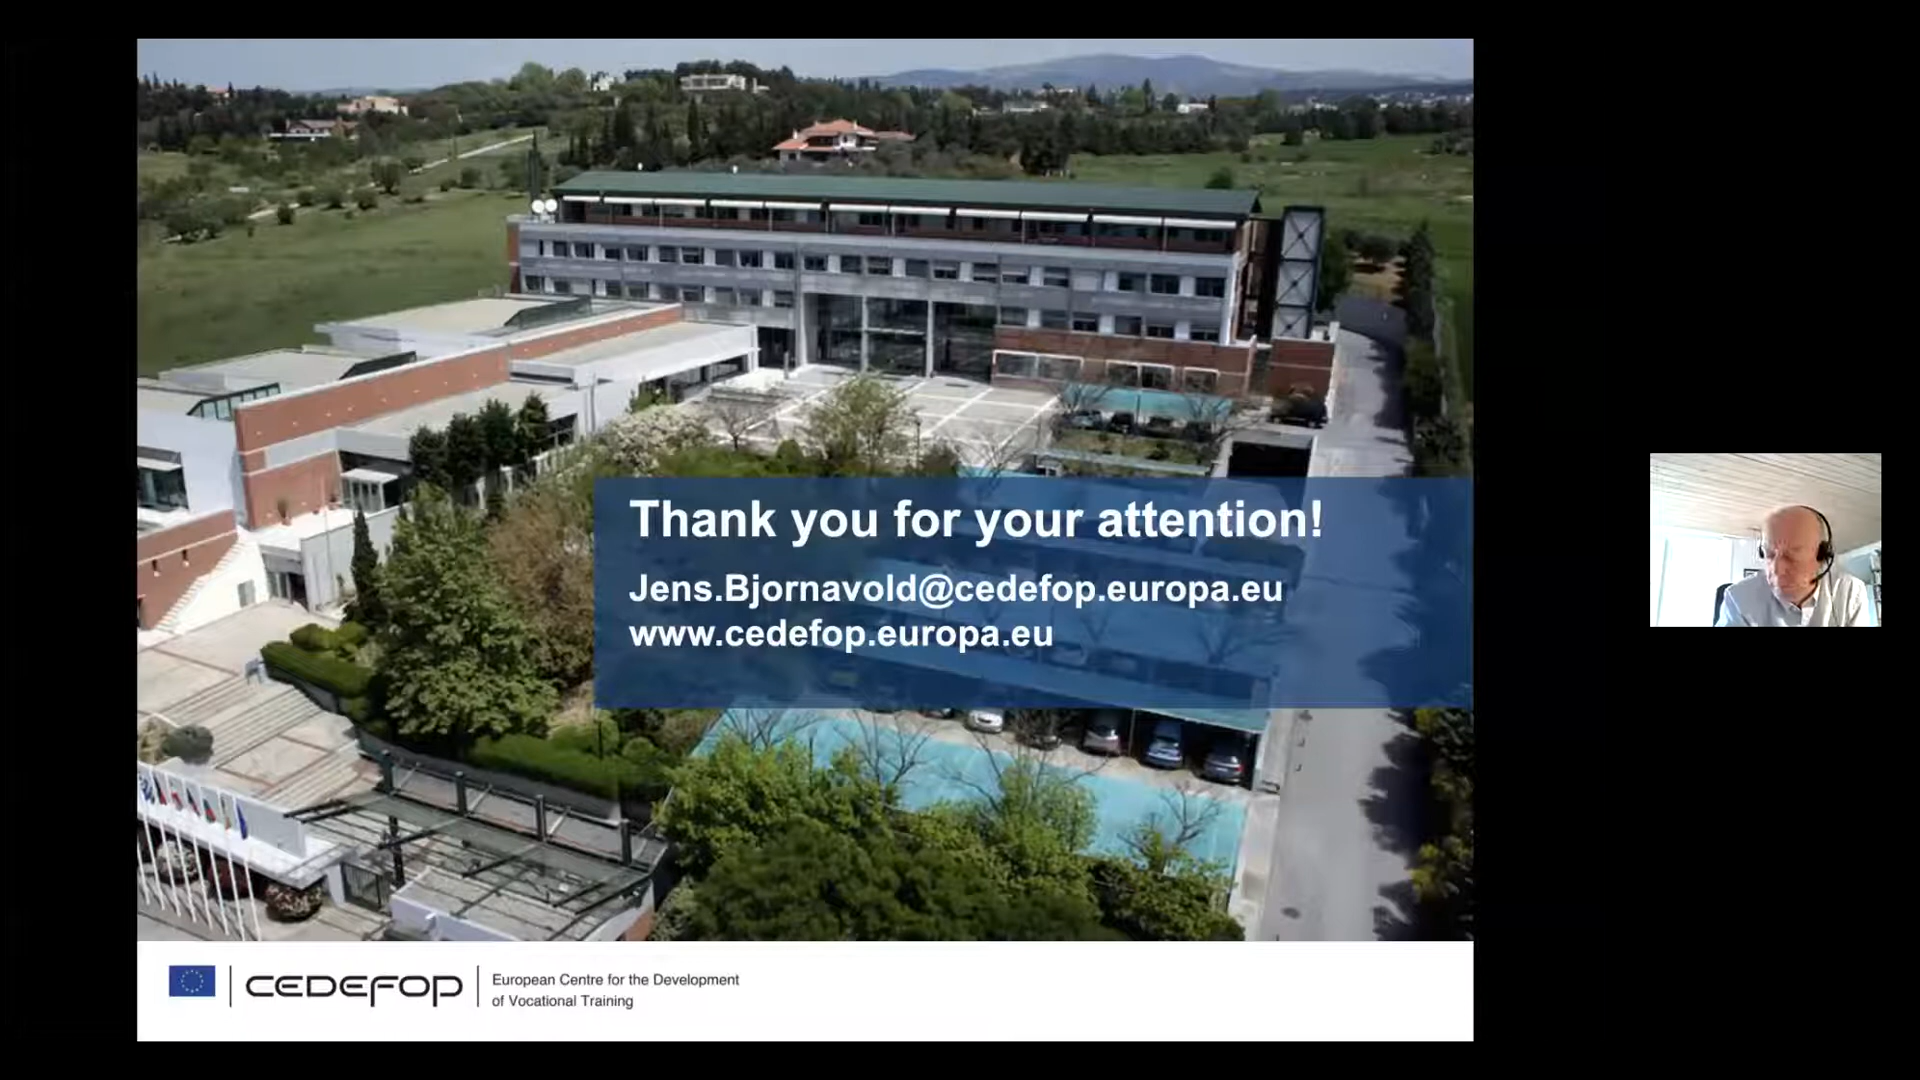 Thank you for your attention!
Jens.Bjornavold@cedefop.europa.eu
www.cedefop.europa.eu
CEDEFOP
European Centre for the Development
of Vocational Training